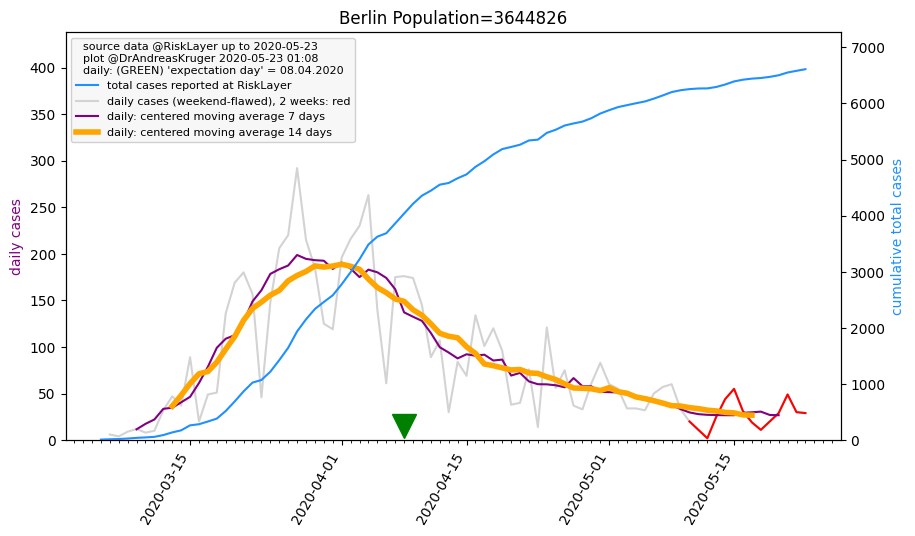 Berlin Population=3644826
source data @RiskLayer up to 2020-05-23
plot @DrAndreasKruger 2020-05-23 01:08
daily: (GREEN) 'expectation day' = 08.04.2020
total cases reported at RiskLayer
daily cases (weekend-flawed), 2 weeks: red
daily: centered moving average 7 days
daily: centered moving average 14 days
daily cases
400
350
300
250
200
150
100
50
0
7000
6000
5000
4000
3000
2000
1000
0
cumulative total cases
2020-03-15
2020-04-01
2020-04-15
2020-05-01
2020-05-15